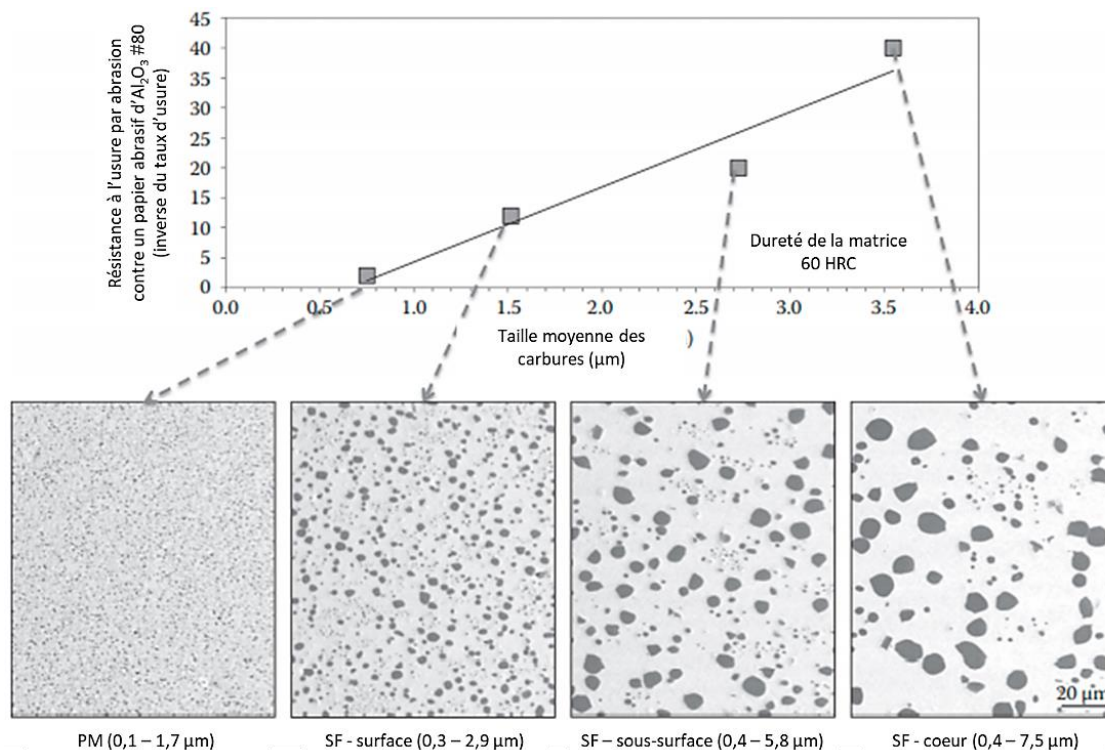 Résistance à l'usure par abrasion
contre un papier abrasif d'Al₂O₃ #80
(inverse du taux d'usure)
45
40
35
30
25
20
15
10
5
0
0.0
0.5
1.0
1.5
2.0
2.5
3.0
3.5
4.0
Dureté de la matrice
60 HRC
Taille moyenne des
carbures (µm)
)
20 µm
PM (0,1 – 1,7 µm)
SF - surface (0,3 – 2,9 µm)
SF – sous-surface (0,4 – 5,8 µm)
SF - coeur (0,4 – 7,5 µm)